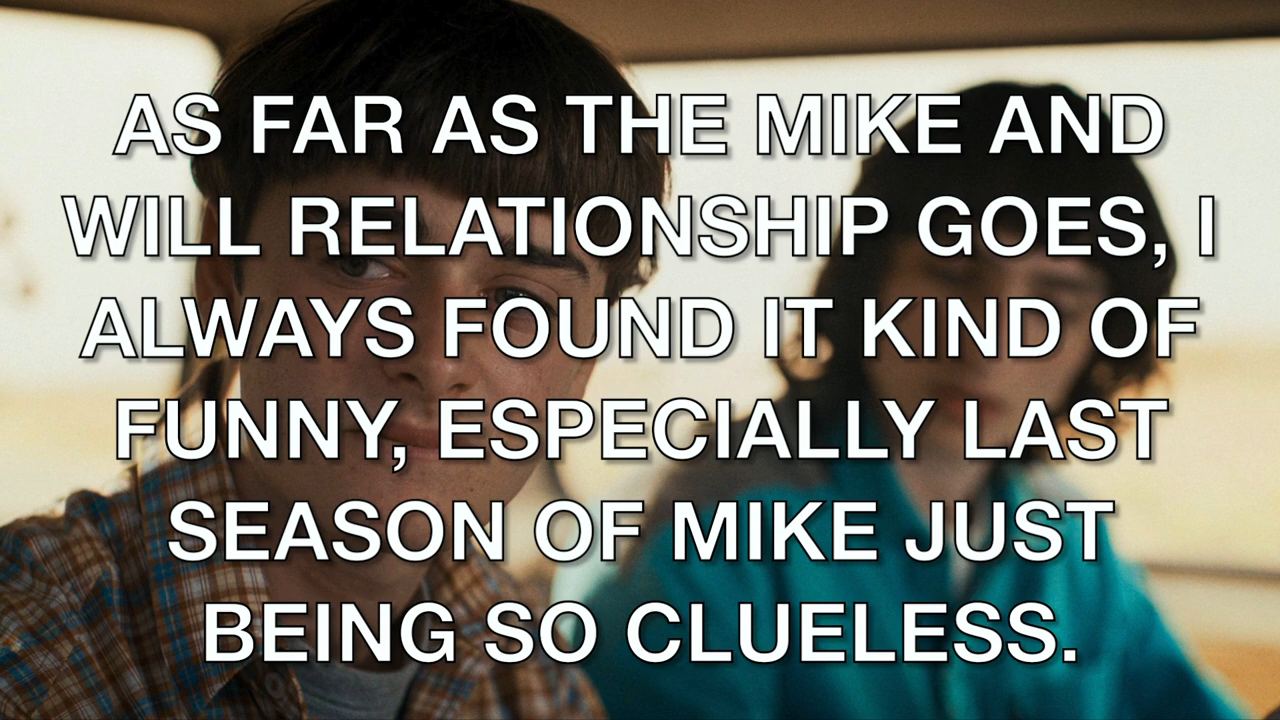 AS FAR AS THE MIKE AND
WILL RELATIONSHIP GOES, I
ALWAYS FOUND IT KIND OF
FUNNY, ESPECIALLY LAST
SEASON OF MIKE JUST
BEING SO CLUELESS.